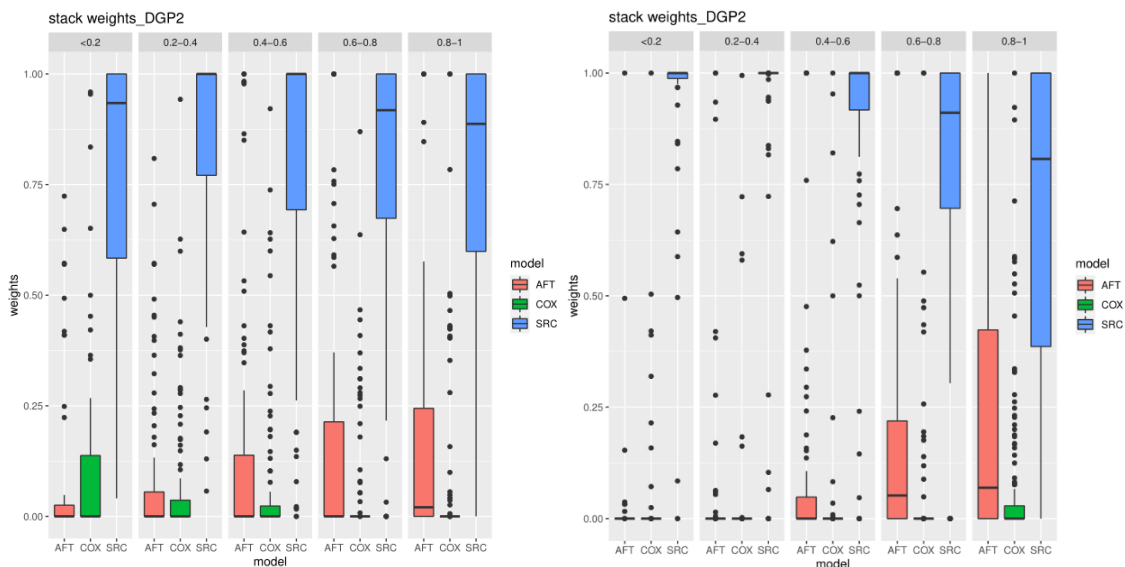 stack weights_DGP2
<0.2 0.2–0.4 0.4–0.6 0.6–0.8 0.8–1
1.00
0.75
0.50
0.25
0.00
weights
AFT COX SRC AFT COX SRC AFT COX SRC AFT COX SRC AFT COX SRC
model
model
AFT
COX
SRC
stack weights_DGP2
<0.2 0.2–0.4 0.4–0.6 0.6–0.8 0.8–1
1.00
0.75
0.50
0.25
0.00
weights
AFT COX SRC AFT COX SRC AFT COX SRC AFT COX SRC AFT COX SRC
model
model
AFT
COX
SRC